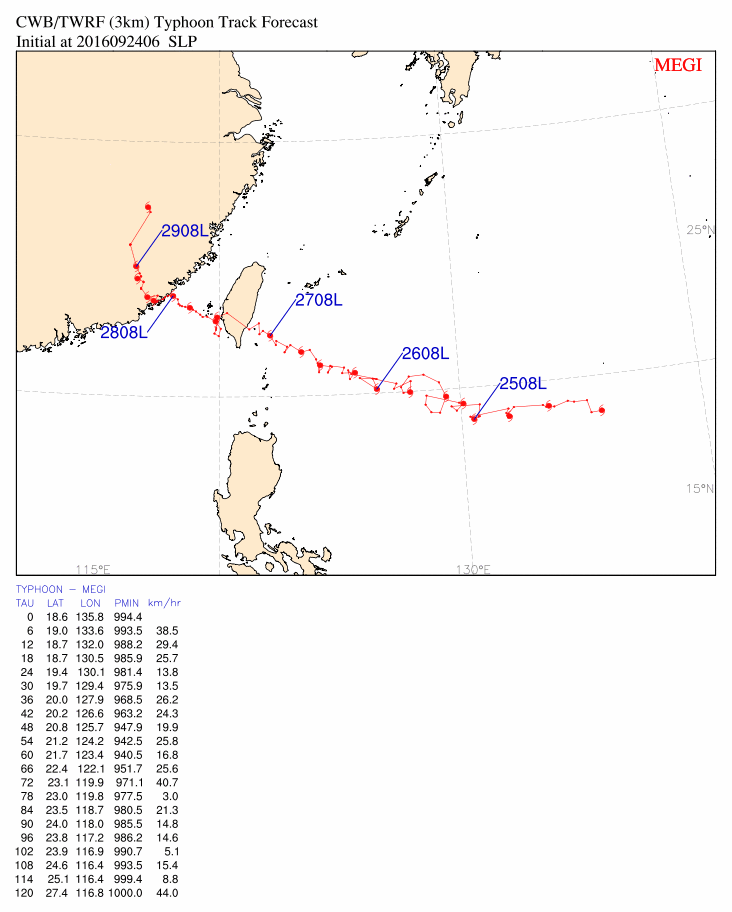 CWB/TWRF (3km) Typhoon Track Forecast
Initial at 2016092406 SLP
MEGI
25°N
2908L
2708L
2808L
2608L
2508L
15°N
115°E 130°E
TYPHOON - MEGI
TAU LAT LON PMIN km/hr
0 18.6 135.8 994.4
6 19.0 133.6 993.5 38.5
12 18.7 132.0 988.2 29.4
18 18.7 130.5 985.9 25.7
24 19.4 130.1 981.4 13.8
30 19.7 129.4 975.9 13.5
36 20.0 127.9 968.5 26.2
42 20.2 126.6 963.2 24.3
48 20.8 125.7 947.9 19.9
54 21.2 124.2 942.5 25.8
60 21.7 123.4 940.5 16.8
66 22.4 122.1 951.7 25.6
72 23.1 119.9 971.1 40.7
78 23.0 119.8 977.5 3.0
84 23.5 118.7 980.5 21.3
90 24.0 118.0 985.5 14.8
96 23.8 117.2 986.2 14.6
102 23.9 116.9 990.7 5.1
108 24.6 116.4 993.5 15.4
114 25.1 116.4 999.4 8.8
120 27.4 116.8 1000.0 44.0